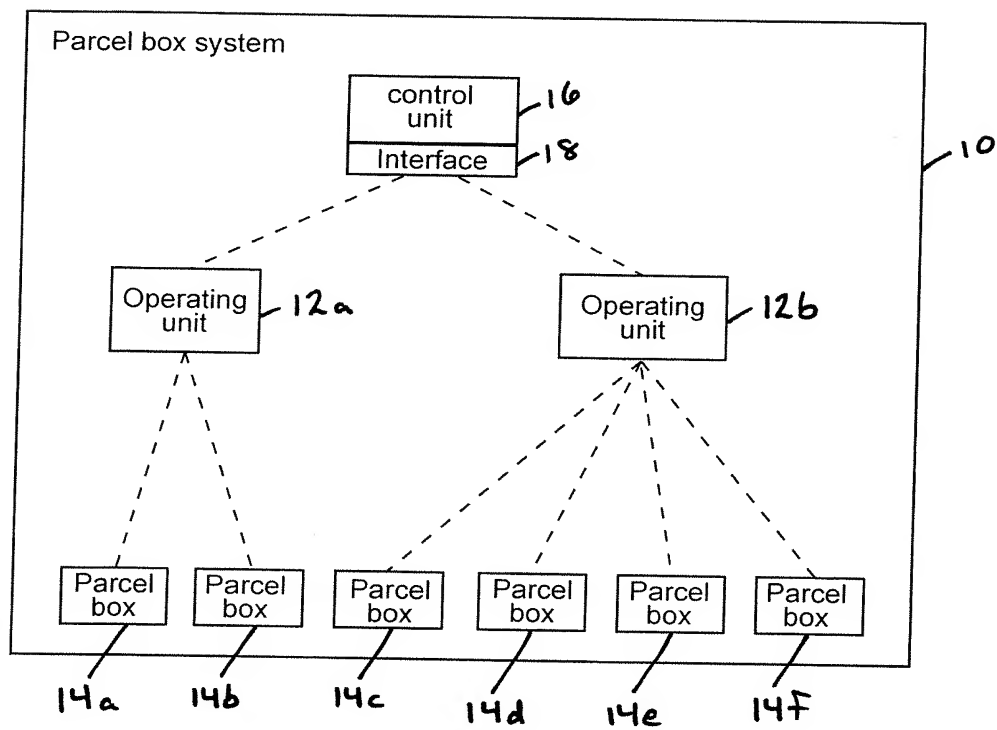 Parcel box system
control
unit
16
Interface
18
10
Operating
unit
12a
Operating
unit
12b
Parcel
box
Parcel
box
Parcel
box
Parcel
box
Parcel
box
Parcel
box
14a
14b
14c
14d
14e
14F